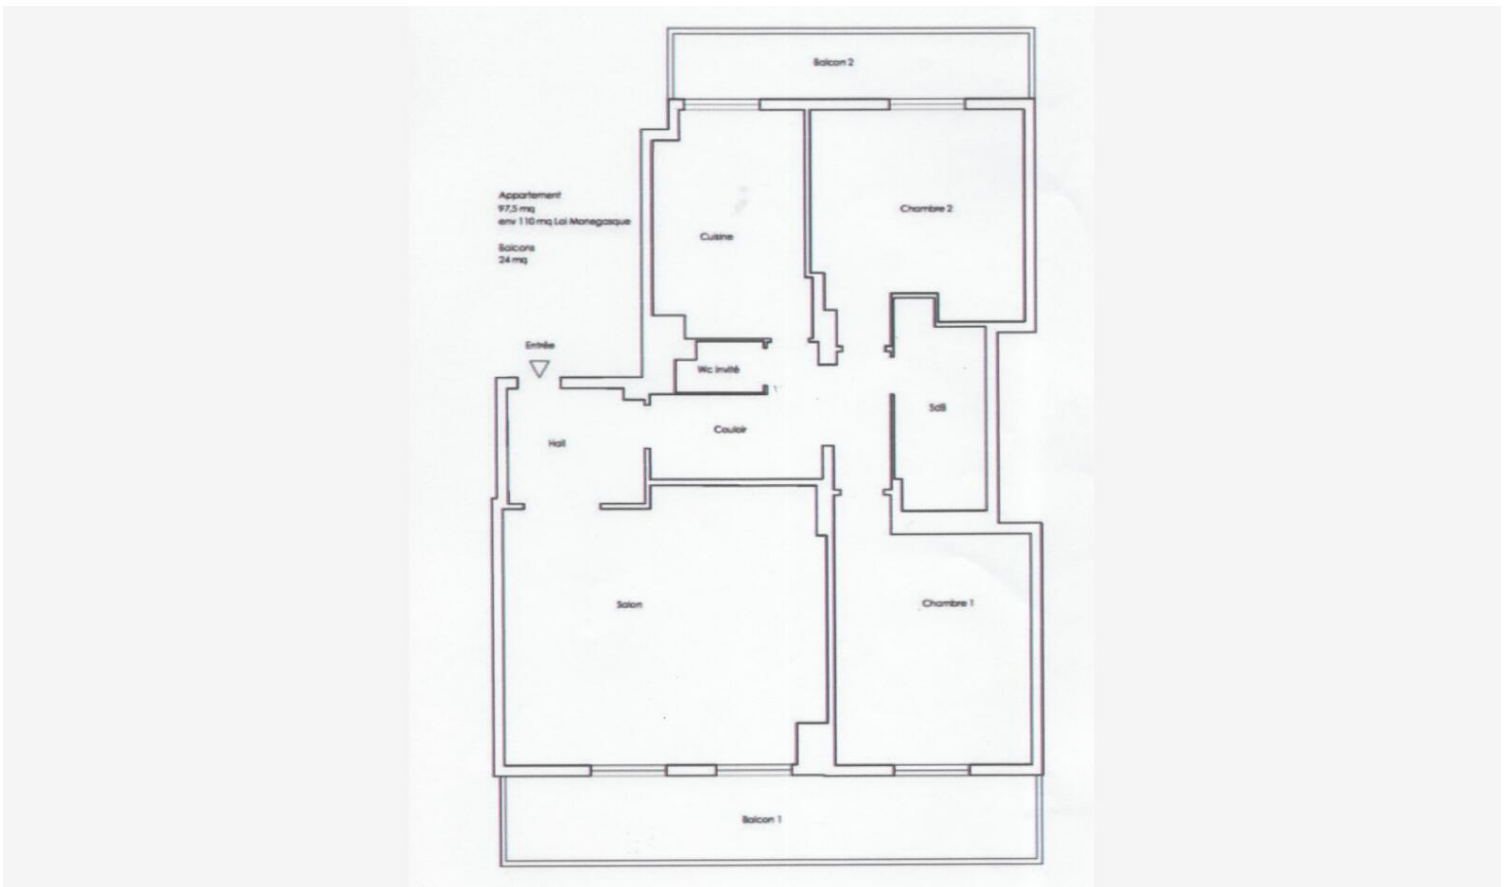 Balcon 2
Appartement
97,5 mq
env 110 mq Loi Monegasque
Balcons
24 mq
Chambre 2
Cuisine
Entrée
Wc invité
SdB
Couloir
Hall
Salon
Chambre 1
Balcon 1